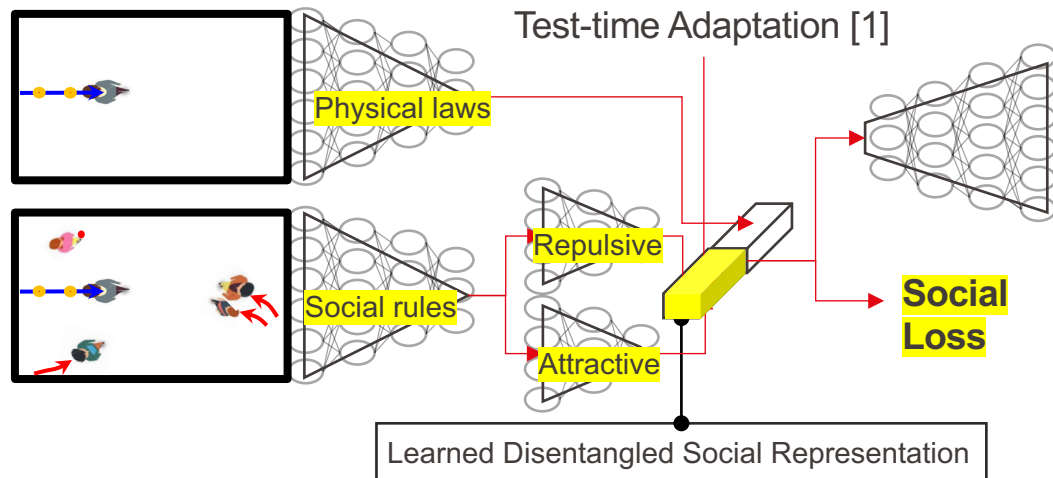 Test-time Adaptation [1]
Physical laws
Repulsive
Social rules
Attractive
Social
Loss
Learned Disentangled Social Representation